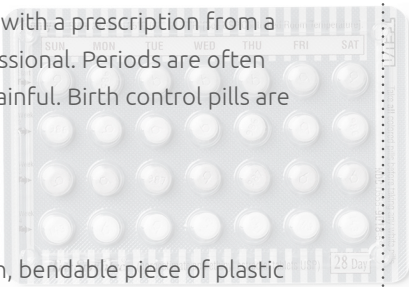 with a prescription from a
SUN MON TUE WED THU FRI SAT
ssional. Periods are often
ainful. Birth control pills are
n, bendable piece of plastic
28 Day